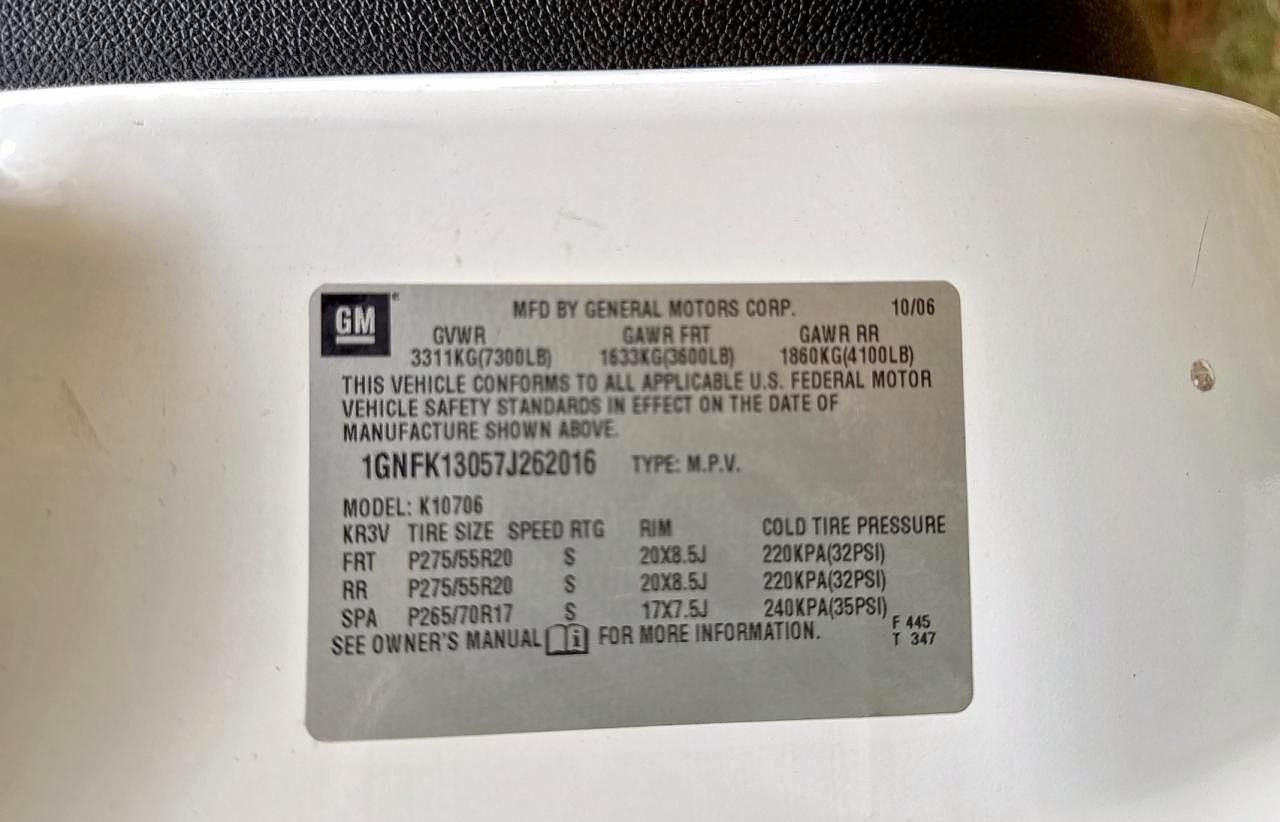 GM MFD BY GENERAL MOTORS CORP. 10/06
GVWR GAWR FRT GAWR RR
3311KG(7300LB) 1633KG(3600LB) 1860KG(4100LB)
THIS VEHICLE CONFORMS TO ALL APPLICABLE U.S. FEDERAL MOTOR
VEHICLE SAFETY STANDARDS IN EFFECT ON THE DATE OF
MANUFACTURE SHOWN ABOVE.
1GNFK13057J262016 TYPE: M.P.V.
MODEL: K10706
KR3V TIRE SIZE SPEED RTG RIM COLD TIRE PRESSURE
FRT P275/55R20 S 20X8.5J 220KPA(32PSI)
RR P275/55R20 S 20X8.5J 220KPA(32PSI)
SPA P265/70R17 S 17X7.5J 240KPA(35PSI) F 445
SEE OWNER'S MANUAL i FOR MORE INFORMATION. T 347